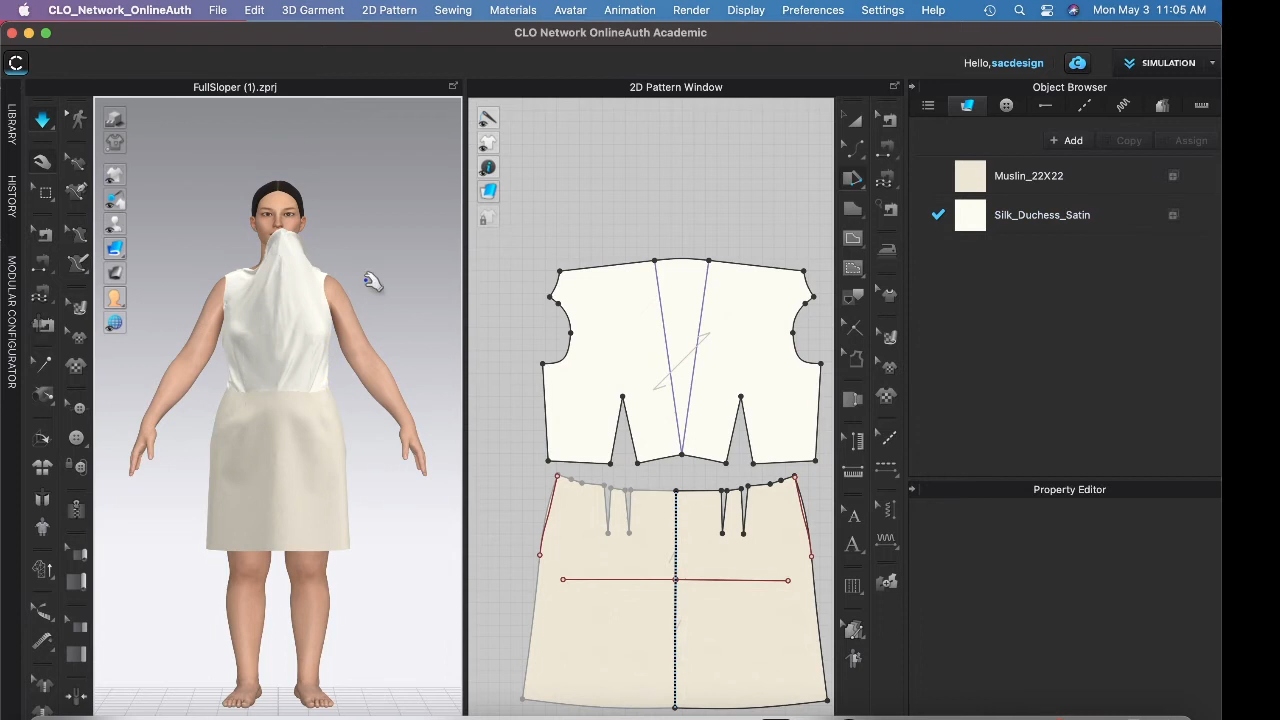 CLO_Network_OnlineAuth File Edit 3D Garment 2D Pattern Sewing Materials Avatar Animation Render Display Preferences Settings Help Mon May 3 11:05 AM
CLO Network OnlineAuth Academic
Hello,sacdesign SIMULATION
FullSloper (1).zprj 2D Pattern Window Object Browser
LIBRARY
HISTORY
MODULAR CONFIGURATOR
+ Add Copy Assign
Muslin_22X22
Silk_Duchess_Satin
Property Editor